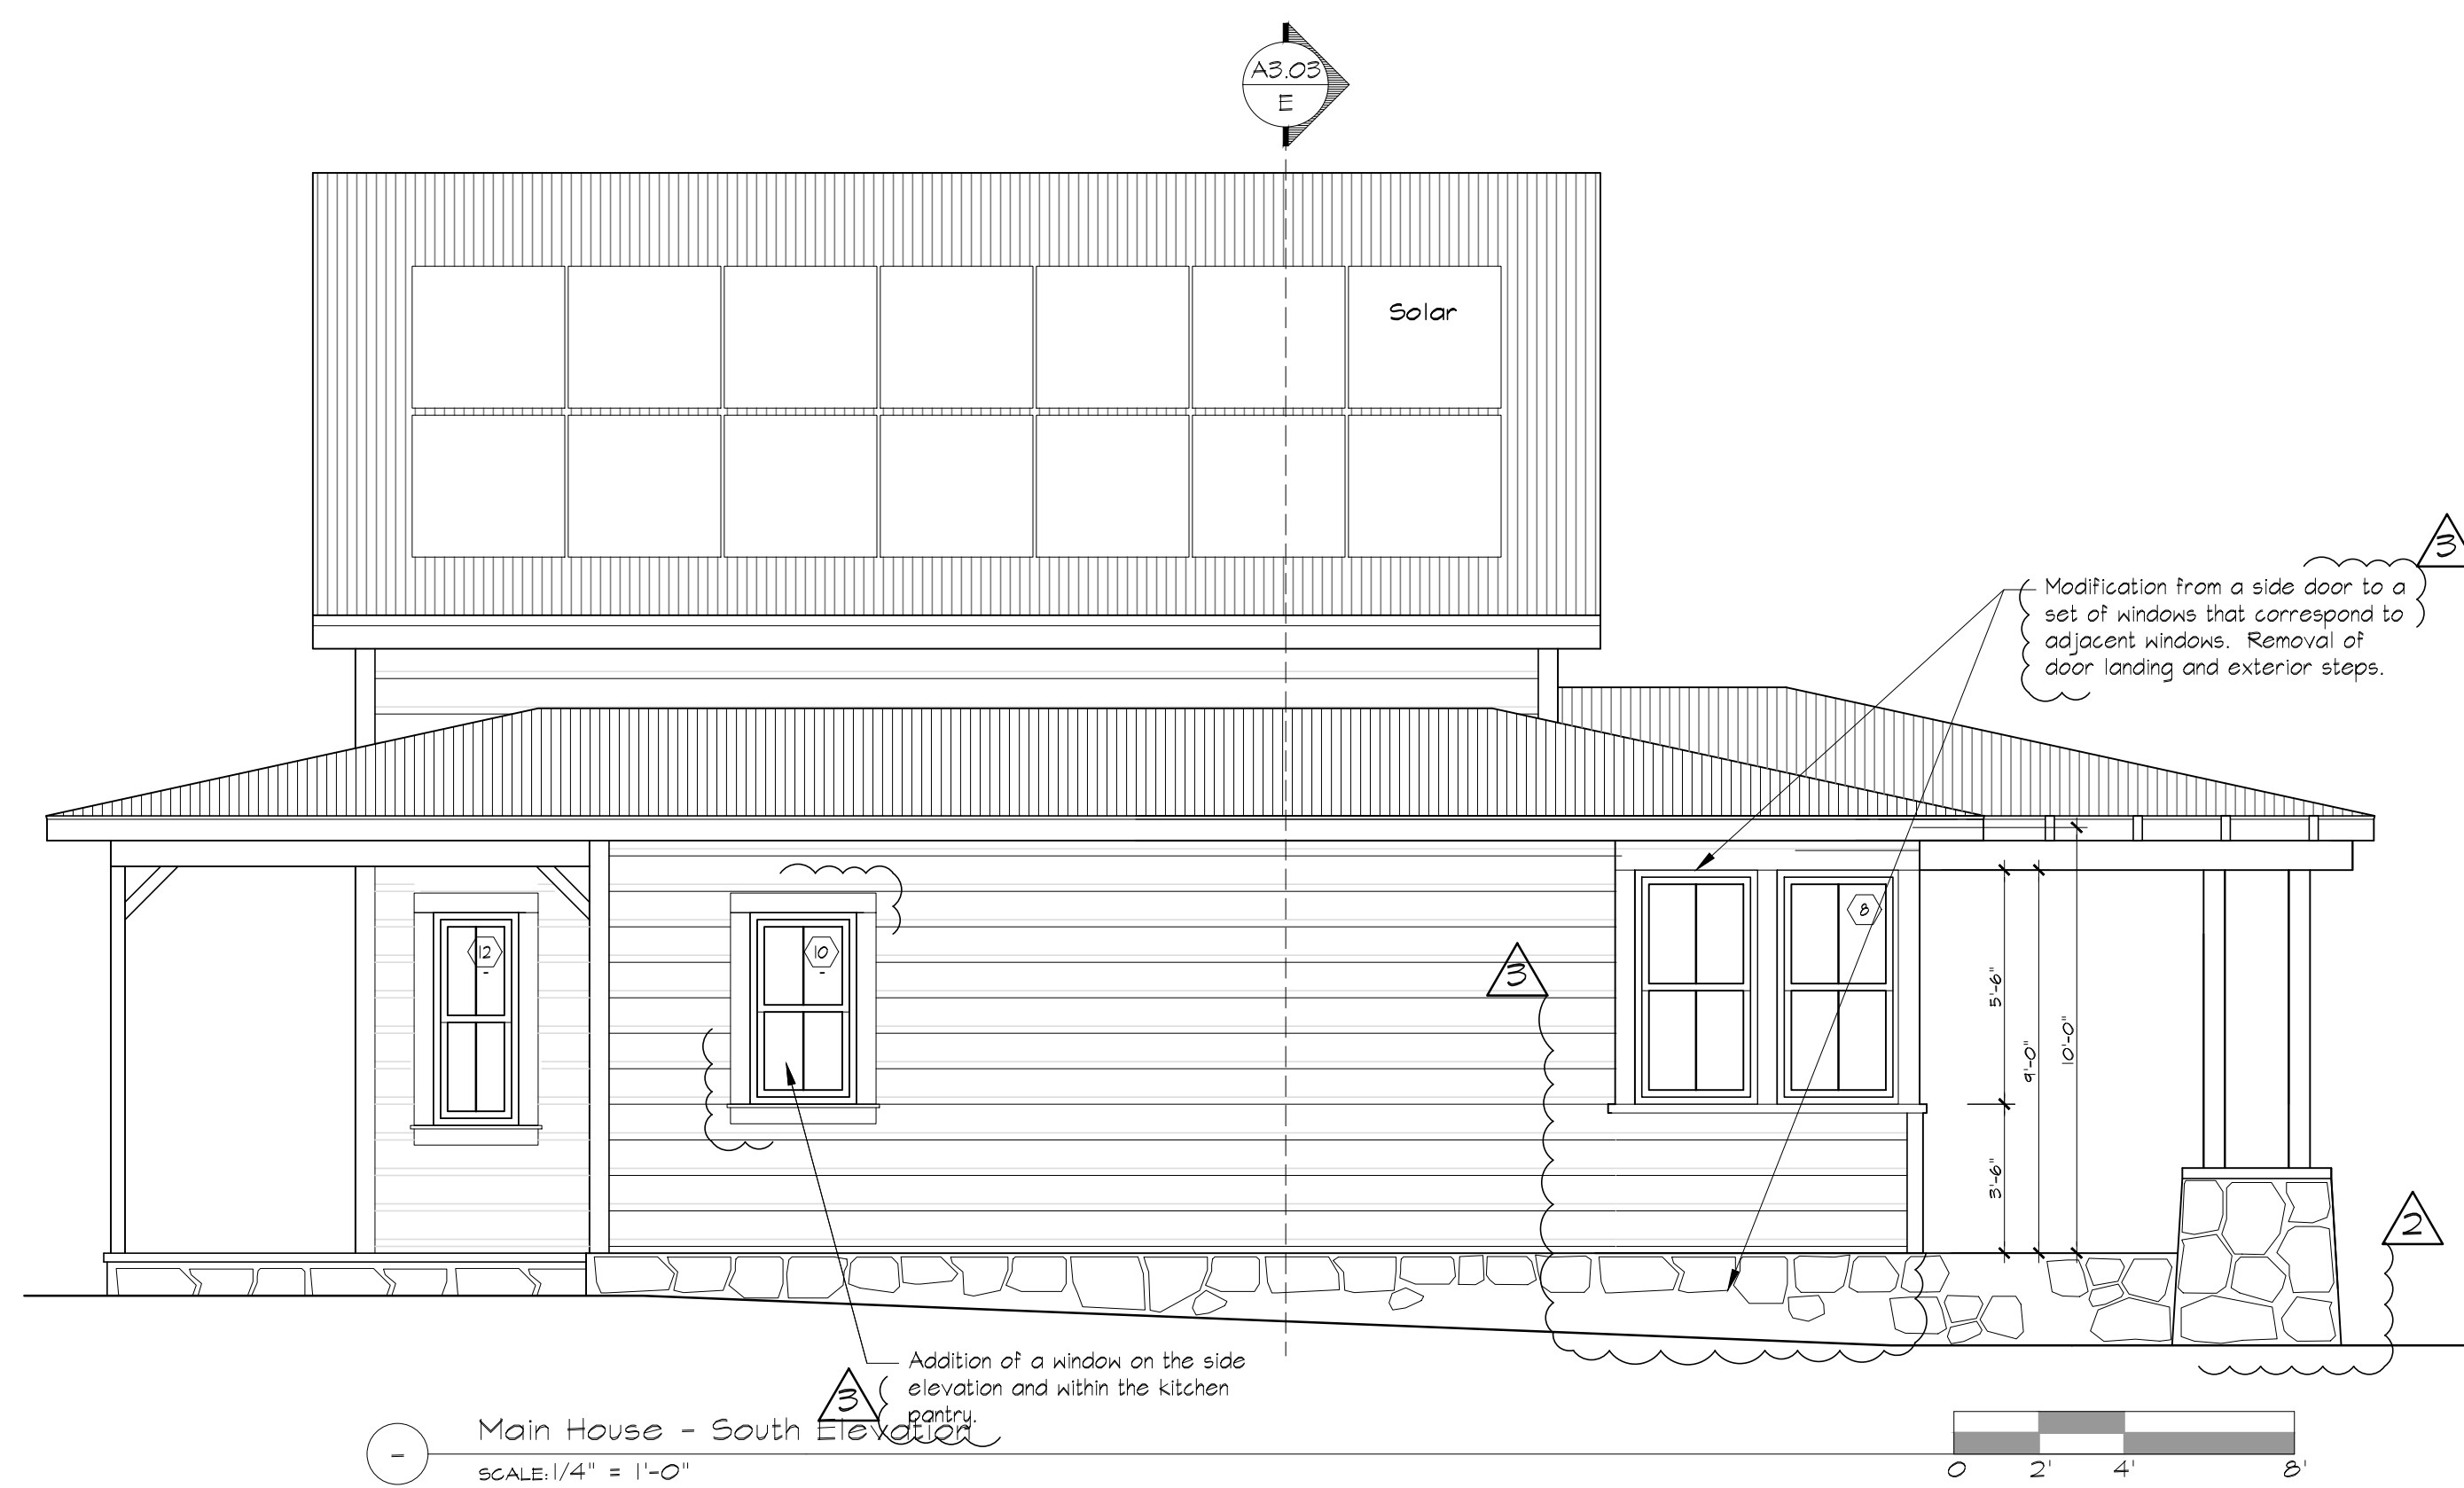 A3.03
E
Solar
3
Modification from a side door to a
set of windows that correspond to
adjacent windows. Removal of
door landing and exterior steps.
8
12
-
10
-
3
5'-6"
9'-0"
10'-0"
3'-6"
2
Addition of a window on the side
elevation and within the kitchen
pantry.
3
Main House - South Elevation
-
SCALE: 1/4" = 1'-0"
0 2' 4' 8'